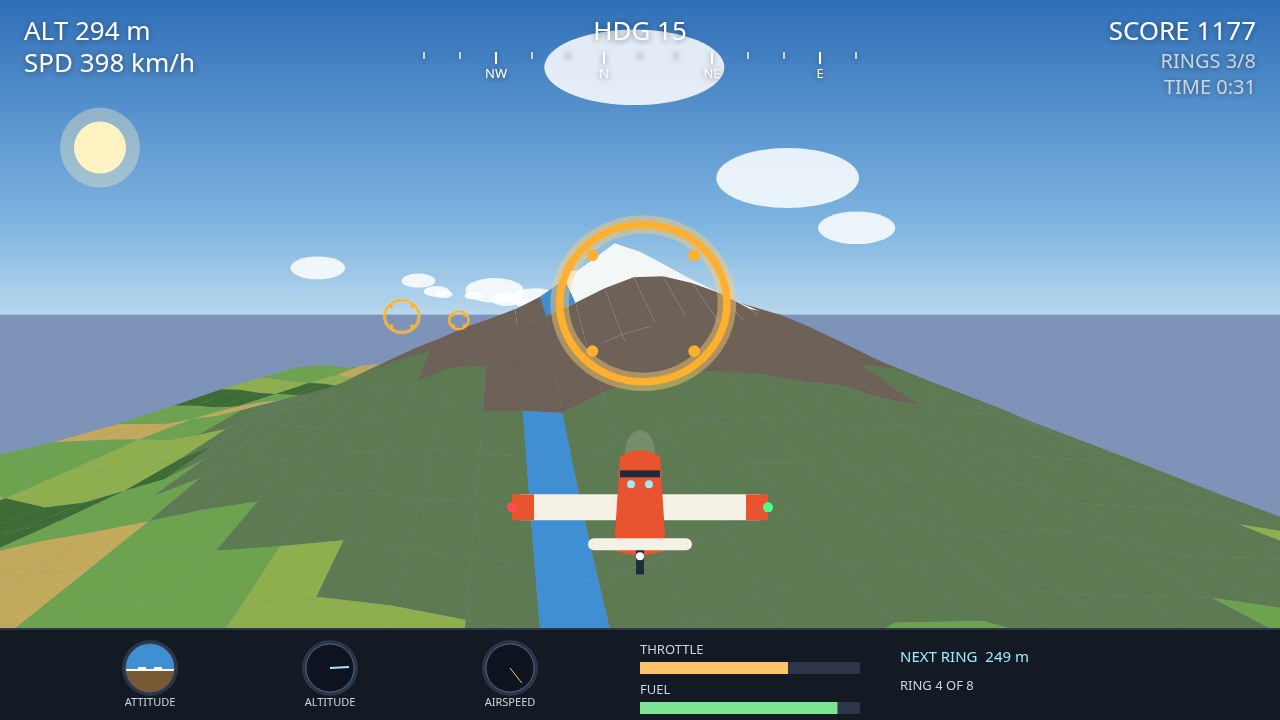 ALT 294 m
SPD 398 km/h
HDG 15
NW N NE E
SCORE 1177
RINGS 3/8
TIME 0:31
ATTITUDE
ALTITUDE
AIRSPEED
THROTTLE
FUEL
NEXT RING 249 m
RING 4 OF 8